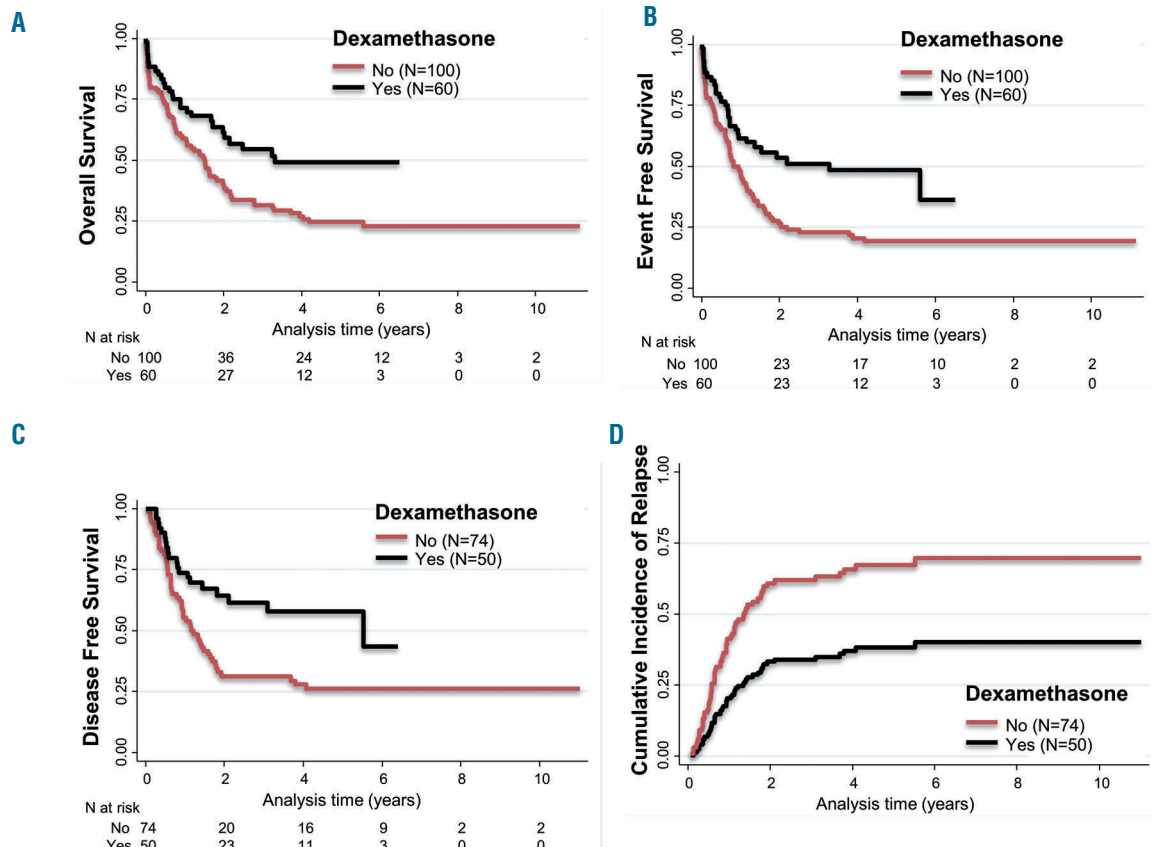 A
Overall Survival
1.00
0.75
0.50
0.25
0.00
Dexamethasone
No (N=100)
Yes (N=60)
0 2 4 6 8 10
Analysis time (years)
N at risk
No 100 36 24 12 3 2
Yes 60 27 12 3 0 0
B
Event Free Survival
1.00
0.75
0.50
0.25
0.00
Dexamethasone
No (N=100)
Yes (N=60)
0 2 4 6 8 10
Analysis time (years)
N at risk
No 100 23 17 10 2 2
Yes 60 23 12 3 0 0
C
Disease Free Survival
1.00
0.75
0.50
0.25
0.00
Dexamethasone
No (N=74)
Yes (N=50)
0 2 4 6 8 10
Analysis time (years)
N at risk
No 74 20 16 9 2 2
Yes 50 23 11 3 0 0
D
Cumulative Incidence of Relapse
1.00
0.75
0.5
0.25
0.00
Dexamethasone
No (N=74)
Yes (N=50)
0 2 4 6 8 10
Analysis time (years)